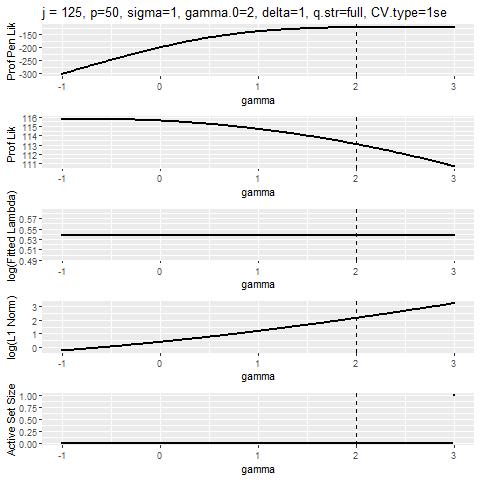 j = 125, p=50, sigma=1, gamma.0=2, delta=1, q.str=full, CV.type=1se
Prof Pen Lik
-150
-200
-250
-300
-1 0 1 2 3
gamma
Prof Lik
116
115
114
113
112
111
-1 0 1 2 3
gamma
log(Fitted Lambda)
0.57
0.55
0.53
0.51
0.49
-1 0 1 2 3
gamma
log(L1 Norm)
3
2
1
0
-1 0 1 2 3
gamma
Active Set Size
1.00
0.75
0.50
0.25
0.00
-1 0 1 2 3
gamma